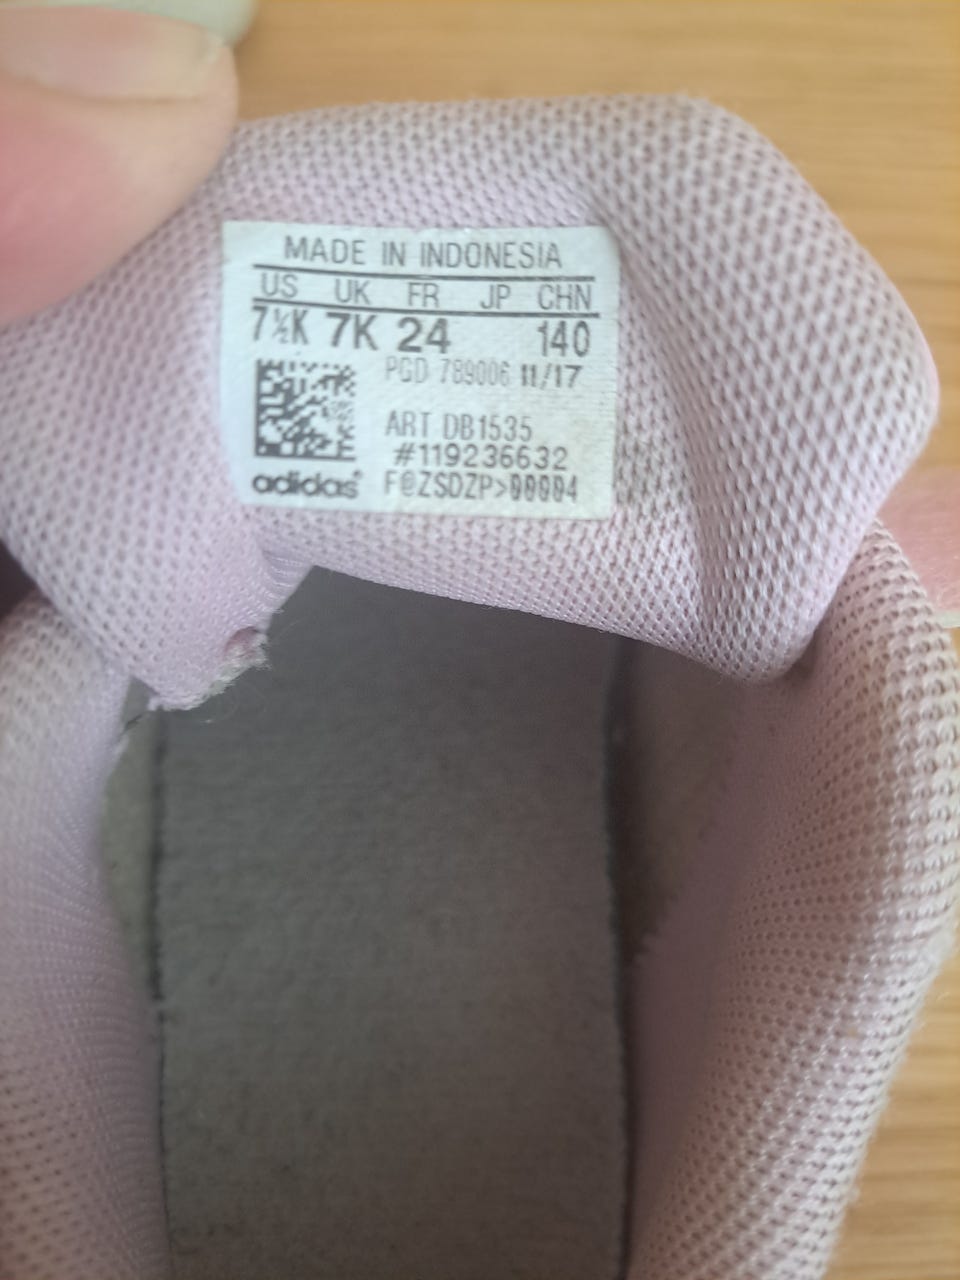 MADE IN INDONESIA
US UK FR JP CHN
7½K 7K 24 140
PGD 789006 11/17
ART DB1535
#119236632
adidas F@ZSDZP>00004